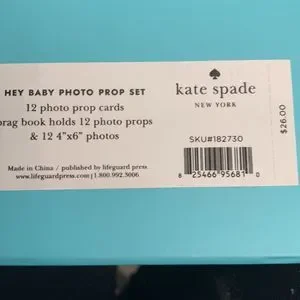 HEY BABY PHOTO PROP SET
12 photo prop cards
brag book holds 12 photo props
& 12 4"x6" photos
Made in China / published by lifeguard press
www.lifeguardpress.com | 1.800.992.3006
kate spade
NEW YORK
SKU#182730
8 25466 95681 0
$26.00